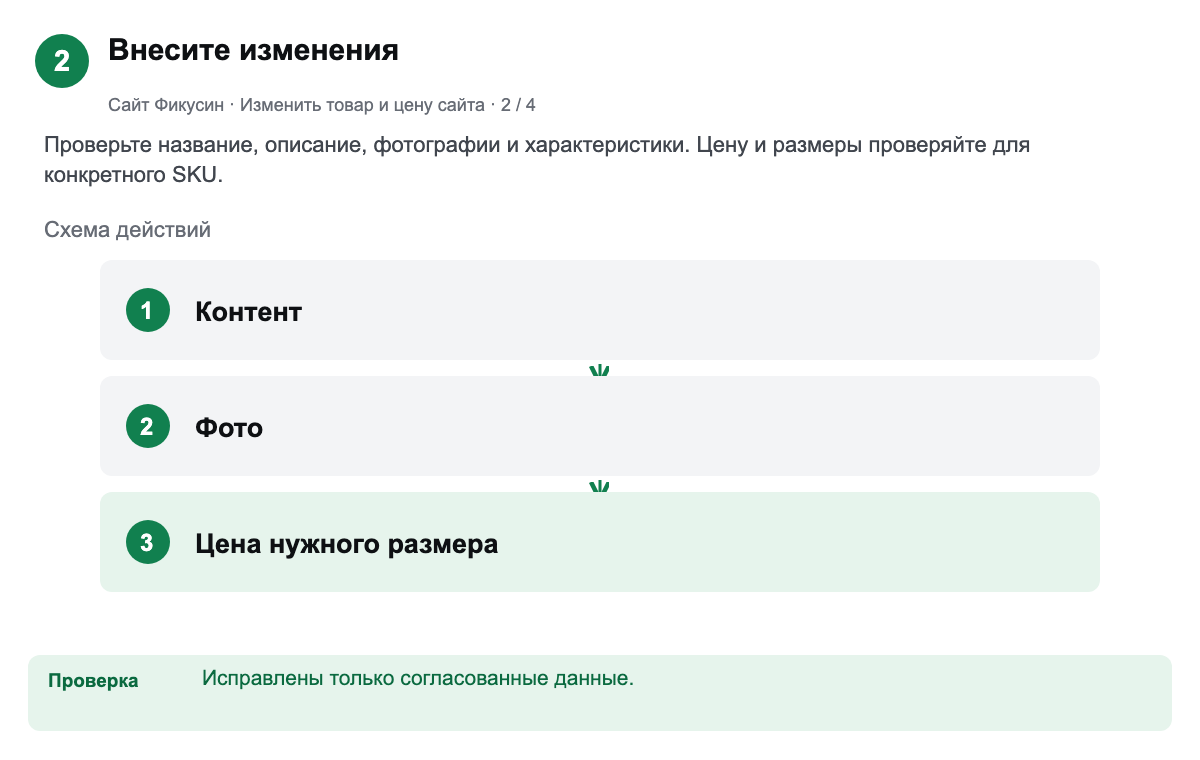 2
Внесите изменения
Сайт Фикусин · Изменить товар и цену сайта · 2 / 4
Проверьте название, описание, фотографии и характеристики. Цену и размеры проверяйте для
конкретного SKU.
Схема действий
1 Контент
2 Фото
3 Цена нужного размера
Проверка Исправлены только согласованные данные.